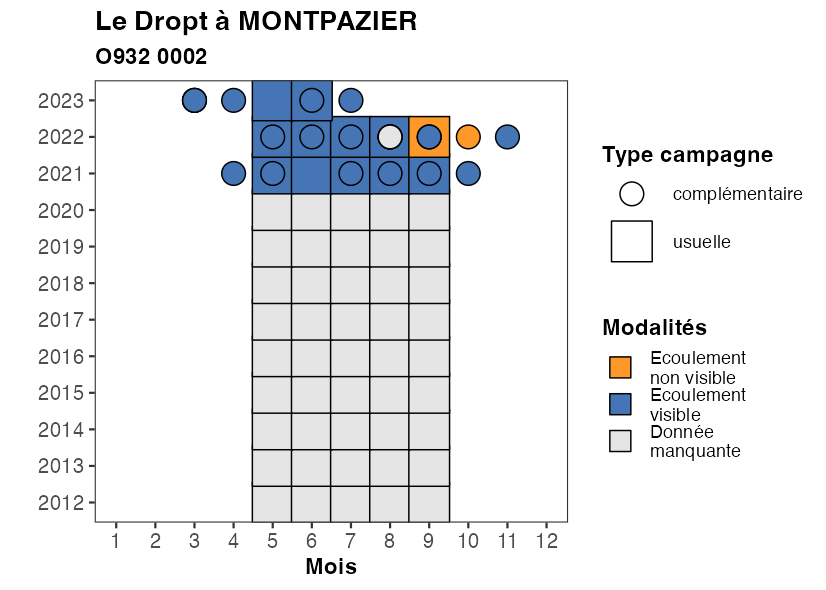 Le Dropt à MONTPAZIER
O932 0002
2023
2022
2021
2020
2019
2018
2017
2016
2015
2014
2013
2012
1 2 3 4 5 6 7 8 9 10 11 12
Mois
Type campagne
complémentaire
usuelle
Modalités
Ecoulement
non visible
Ecoulement
visible
Donnée
manquante